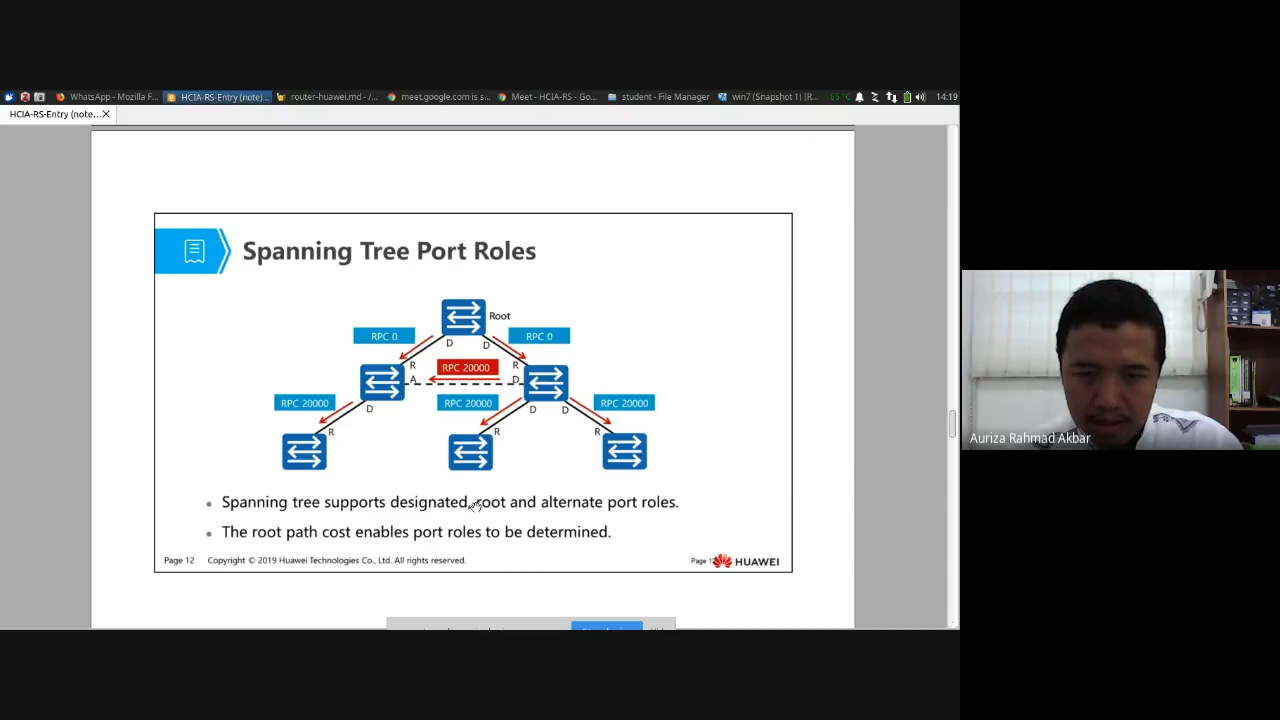 WhatsApp - Mozilla F...
HCIA-RS-Entry (note)...
router-huawei.md - /...
meet.google.com is s...
Meet - HCIA-RS - Go...
student - File Manager
win7 (Snapshot 1) [R...
65°C
14:19
HCIA-RS-Entry (note...
Spanning Tree Port Roles
Root
RPC 0
RPC 0
D
D
R
RPC 20000
R
A
D
RPC 20000
RPC 20000
RPC 20000
D
D
D
R
R
R
Spanning tree supports designated, root and alternate port roles.
The root path cost enables port roles to be determined.
Page 12
Copyright © 2019 Huawei Technologies Co., Ltd. All rights reserved.
Page 12
HUAWEI
Auriza Rahmad Akbar